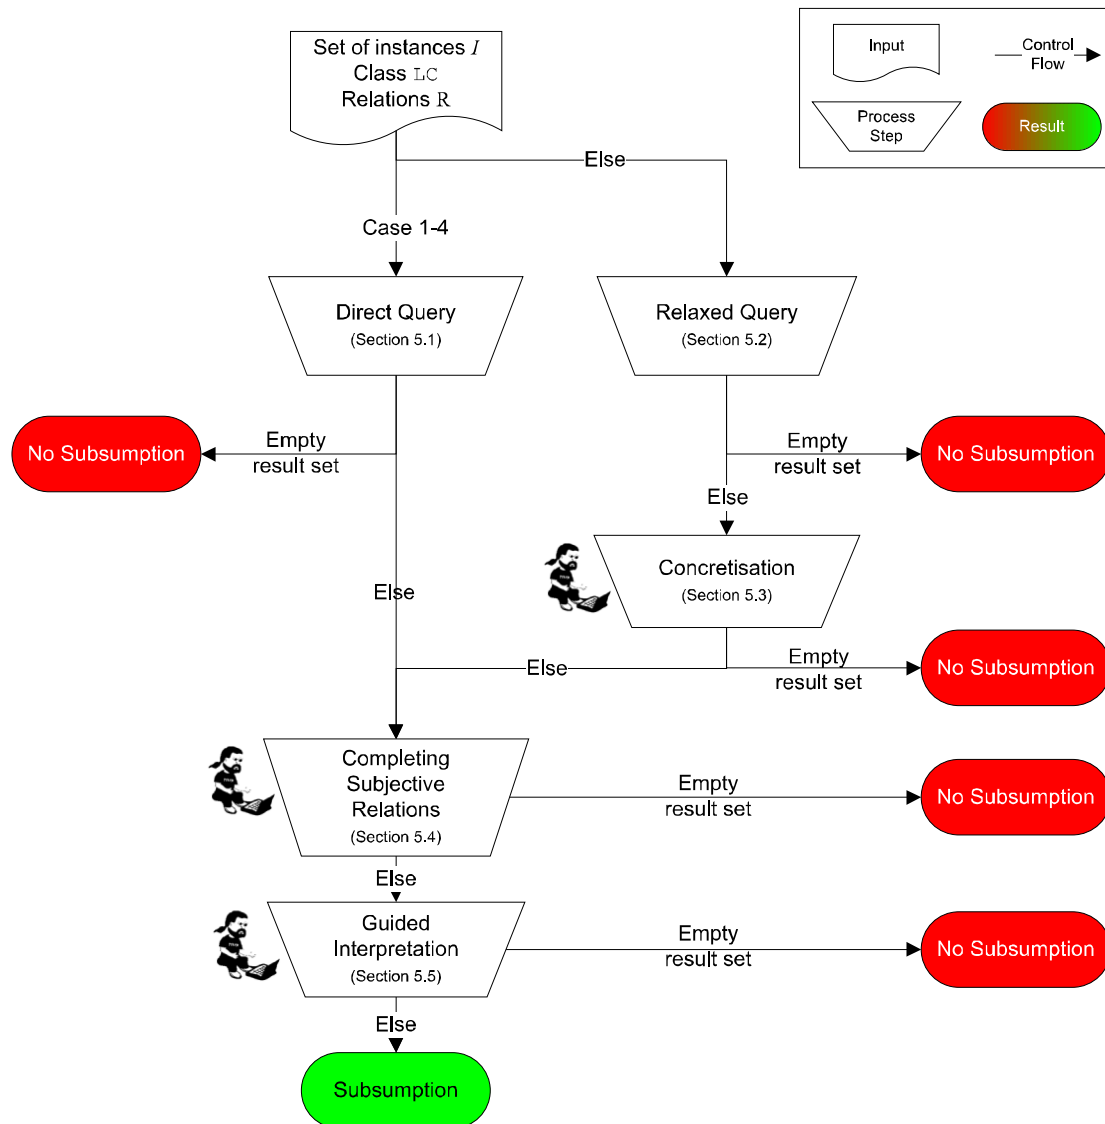 Set of instances I
Class LC
Relations R
Input
Control
Flow
Process
Step
Result
Else
Case 1-4
Direct Query
(Section 5.1)
Relaxed Query
(Section 5.2)
No Subsumption
Empty
result set
Empty
result set
No Subsumption
Else
Concretisation
(Section 5.3)
Else
Else
Empty
result set
No Subsumption
Completing
Subjective
Relations
(Section 5.4)
Empty
result set
No Subsumption
Else
Guided
Interpretation
(Section 5.5)
Empty
result set
No Subsumption
Else
Subsumption